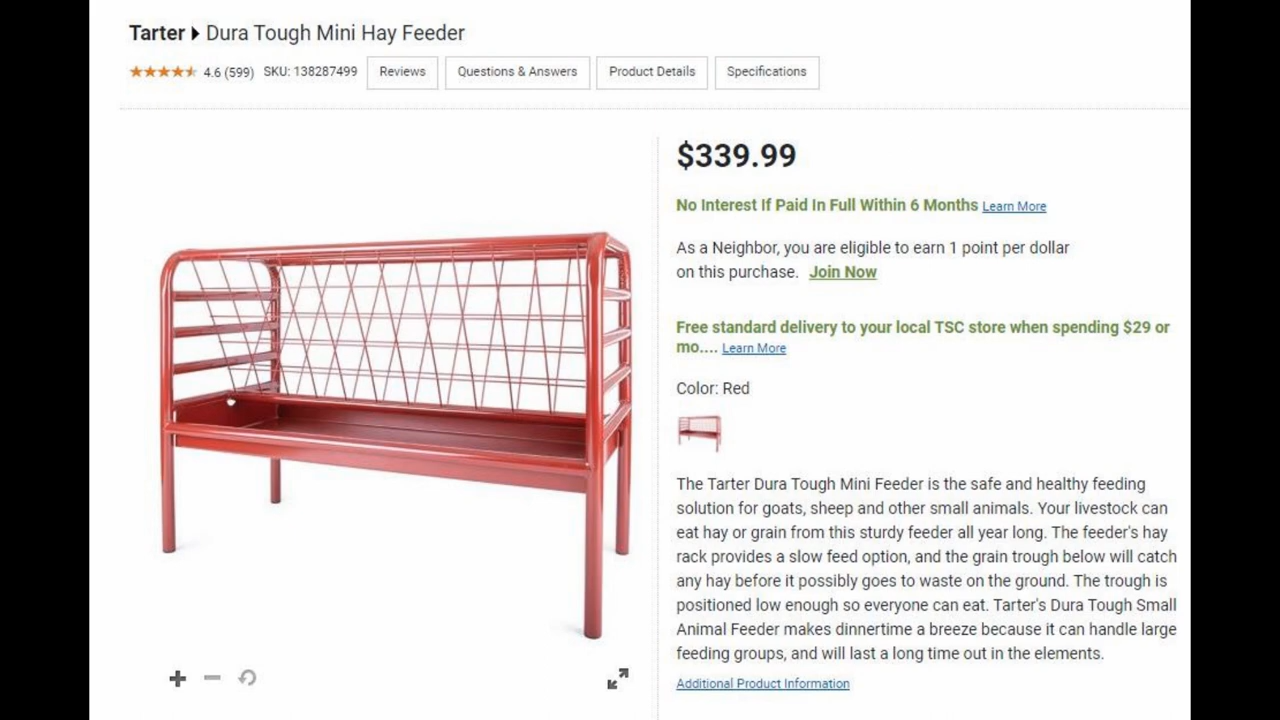 Tarter Dura Tough Mini Hay Feeder
4.6 (599) SKU: 138287499 Reviews Questions & Answers Product Details Specifications
$339.99
No Interest If Paid In Full Within 6 Months Learn More
As a Neighbor, you are eligible to earn 1 point per dollar
on this purchase. Join Now
Free standard delivery to your local TSC store when spending $29 or
mo.... Learn More
Color: Red
The Tarter Dura Tough Mini Feeder is the safe and healthy feeding
solution for goats, sheep and other small animals. Your livestock can
eat hay or grain from this sturdy feeder all year long. The feeder's hay
rack provides a slow feed option, and the grain trough below will catch
any hay before it possibly goes to waste on the ground. The trough is
positioned low enough so everyone can eat. Tarter's Dura Tough Small
Animal Feeder makes dinnertime a breeze because it can handle large
feeding groups, and will last a long time out in the elements.
Additional Product Information